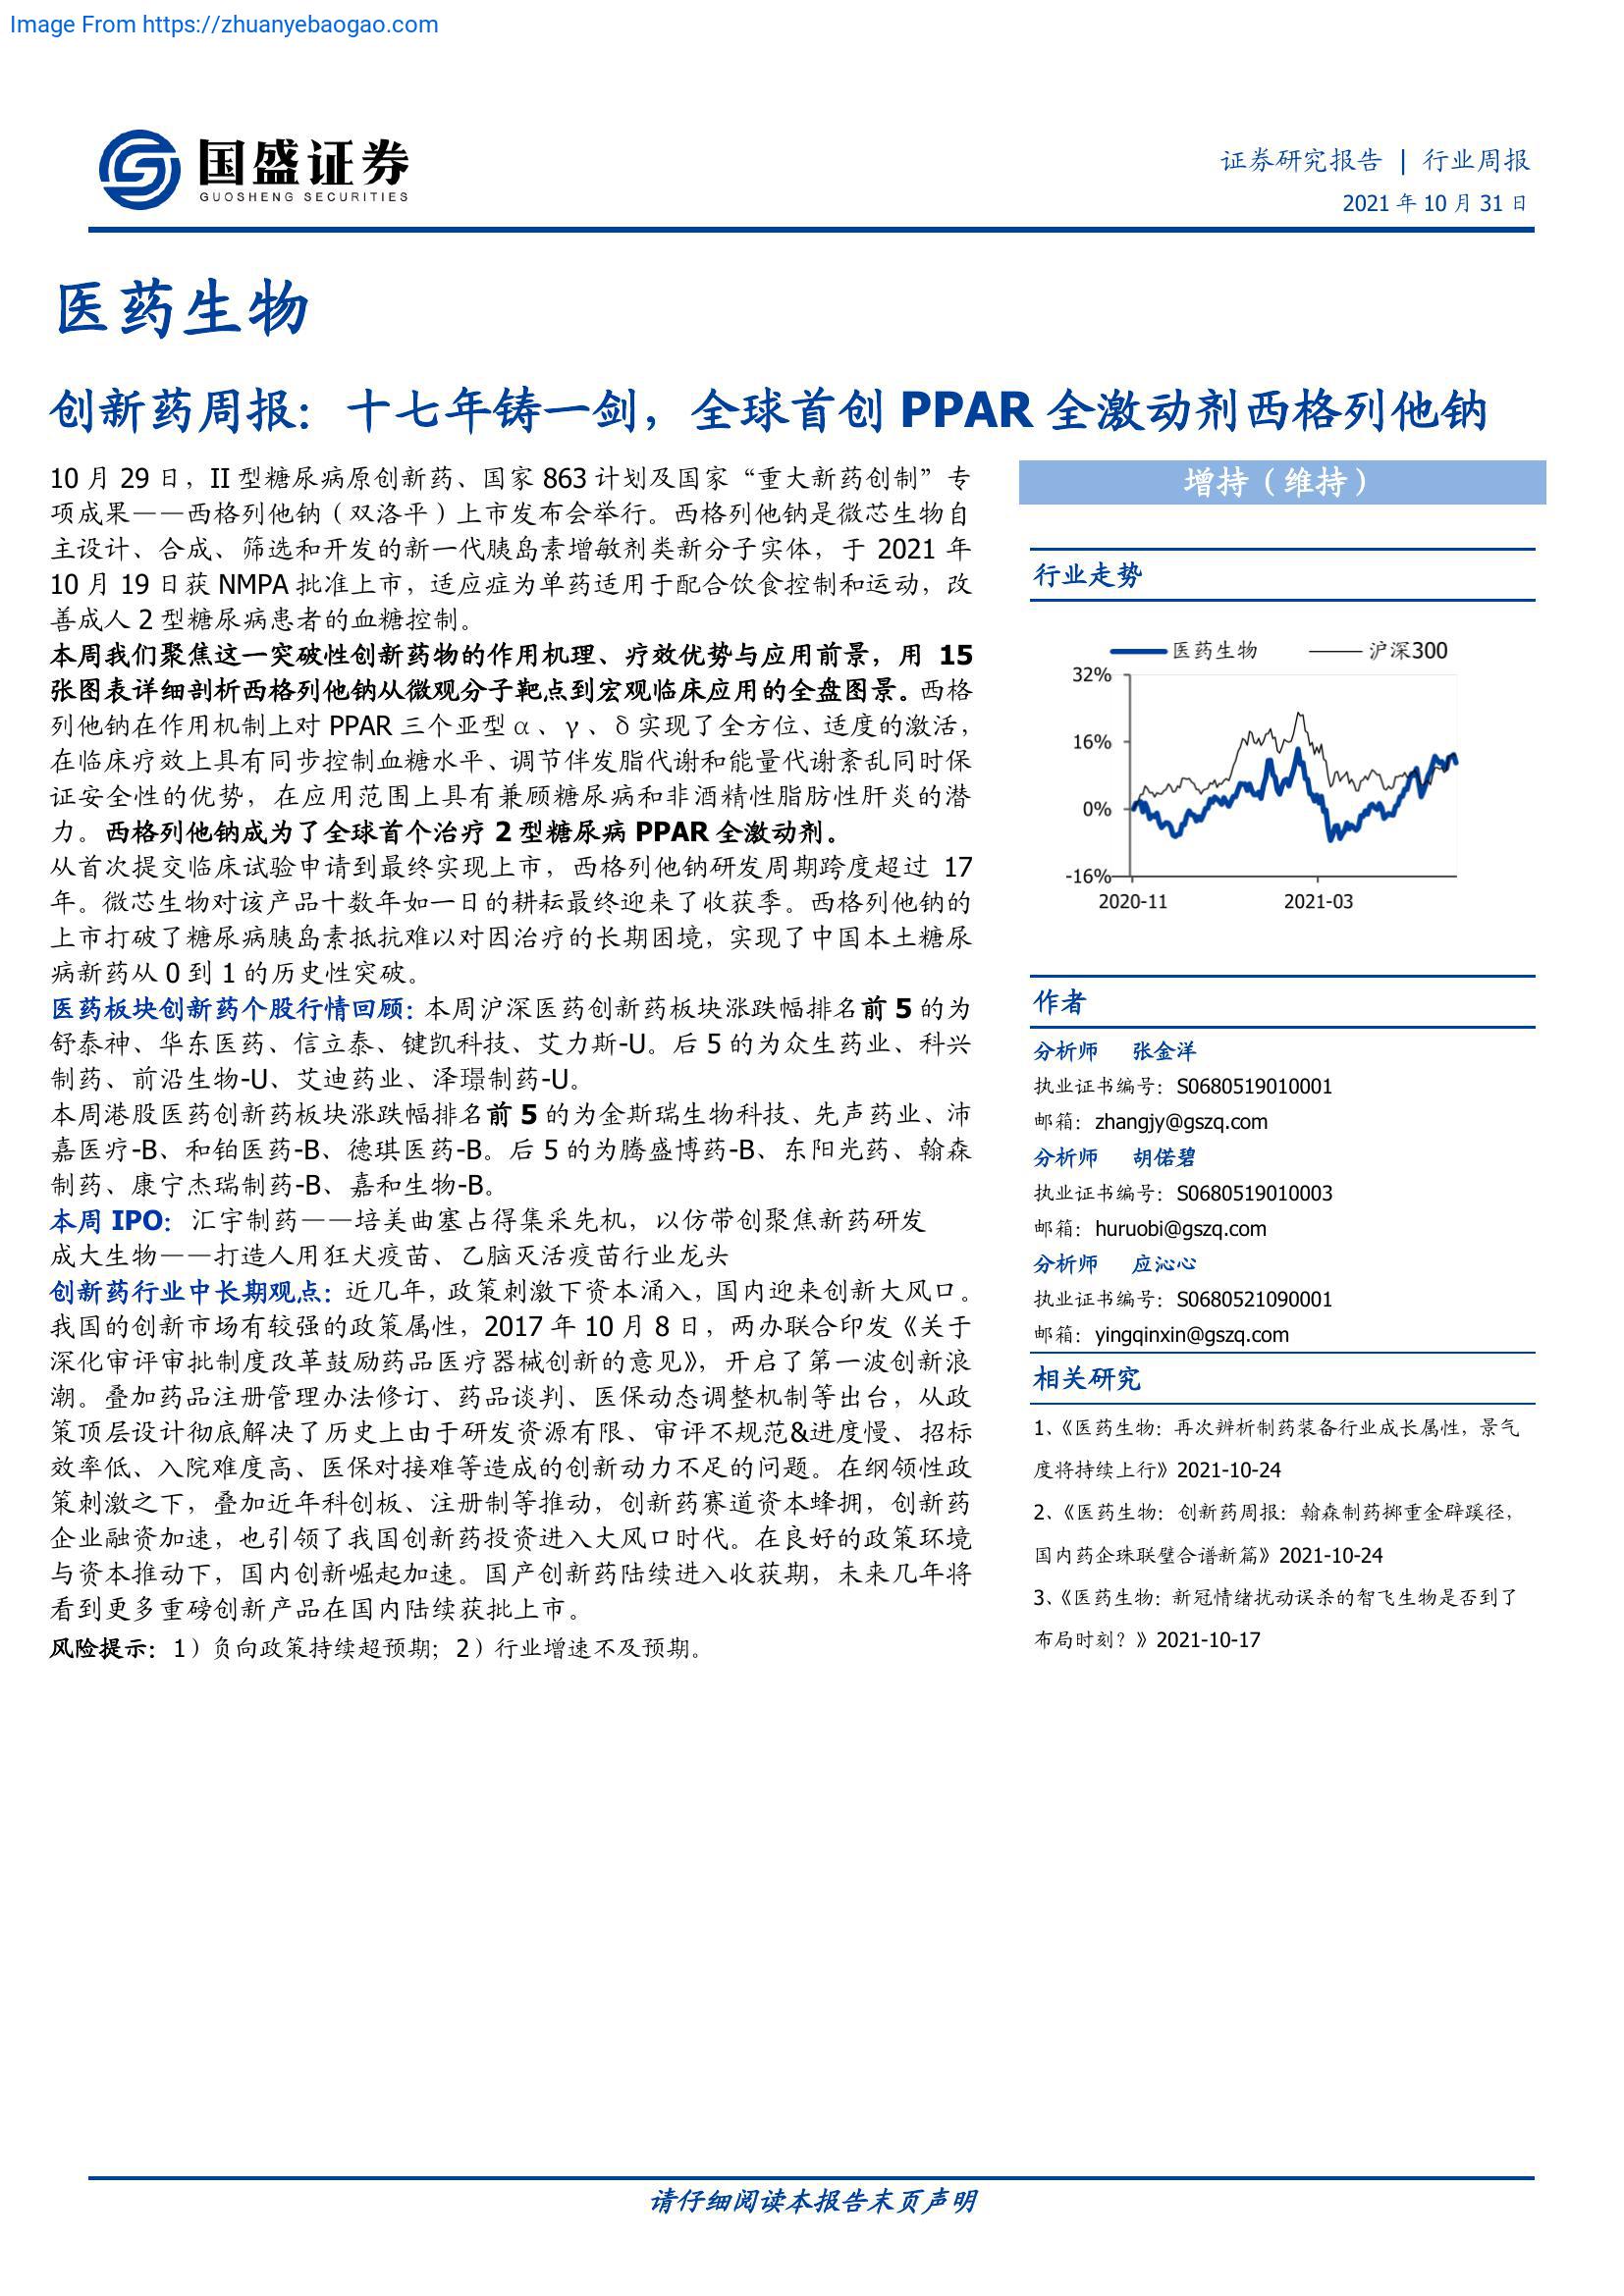 Image From https://zhuanyebaogao.com
国盛证券
GUOSHENG SECURITIES
证券研究报告 | 行业周报
2021 年 10 月 31 日
医药生物
创新药周报：十七年铸一剑，全球首创 PPAR 全激动剂西格列他钠
10 月 29 日，II 型糖尿病原创新药、国家 863 计划及国家“重大新药创制”专
项成果——西格列他钠（双洛平）上市发布会举行。西格列他钠是微芯生物自
主设计、合成、筛选和开发的新一代胰岛素增敏剂类新分子实体，于 2021 年
10 月 19 日获 NMPA 批准上市，适应症为单药适用于配合饮食控制和运动，改
善成人 2 型糖尿病患者的血糖控制。
本周我们聚焦这一突破性创新药物的作用机理、疗效优势与应用前景，用 15
张图表详细剖析西格列他钠从微观分子靶点到宏观临床应用的全盘图景。西格
列他钠在作用机制上对 PPAR 三个亚型 α、γ、δ 实现了全方位、适度的激活，
在临床疗效上具有同步控制血糖水平、调节伴发脂代谢和能量代谢紊乱同时保
证安全性的优势，在应用范围上具有兼顾糖尿病和非酒精性脂肪性肝炎的潜
力。西格列他钠成为了全球首个治疗 2 型糖尿病 PPAR 全激动剂。
从首次提交临床试验申请到最终实现上市，西格列他钠研发周期跨度超过 17
年。微芯生物对该产品十数年如一日的耕耘最终迎来了收获季。西格列他钠的
上市打破了糖尿病胰岛素抵抗难以对因治疗的长期困境，实现了中国本土糖尿
病新药从 0 到 1 的历史性突破。
医药板块创新药个股行情回顾：本周沪深医药创新药板块涨跌幅排名前 5 的为
舒泰神、华东医药、信立泰、键凯科技、艾力斯-U。后 5 的为众生药业、科兴
制药、前沿生物-U、艾迪药业、泽璟制药-U。
本周港股医药创新药板块涨跌幅排名前 5 的为金斯瑞生物科技、先声药业、沛
嘉医疗-B、和铂医药-B、德琪医药-B。后 5 的为腾盛博药-B、东阳光药、翰森
制药、康宁杰瑞制药-B、嘉和生物-B。
本周 IPO：汇宇制药——培美曲塞占得集采先机，以仿带创聚焦新药研发
成大生物——打造人用狂犬疫苗、乙脑灭活疫苗行业龙头
创新药行业中长期观点：近几年，政策刺激下资本涌入，国内迎来创新大风口。
我国的创新市场有较强的政策属性，2017 年 10 月 8 日，两办联合印发《关于
深化审评审批制度改革鼓励药品医疗器械创新的意见》，开启了第一波创新浪
潮。叠加药品注册管理办法修订、药品谈判、医保动态调整机制等出台，从政
策顶层设计彻底解决了历史上由于研发资源有限、审评不规范&进度慢、招标
效率低、入院难度高、医保对接难等造成的创新动力不足的问题。在纲领性政
策刺激之下，叠加近年科创板、注册制等推动，创新药赛道资本蜂拥，创新药
企业融资加速，也引领了我国创新药投资进入大风口时代。在良好的政策环境
与资本推动下，国内创新崛起加速。国产创新药陆续进入收获期，未来几年将
看到更多重磅创新产品在国内陆续获批上市。
风险提示：1）负向政策持续超预期；2）行业增速不及预期。
增持（维持）
行业走势
医药生物 沪深300
32%
16%
0%
-16%
2020-11 2021-03
作者
分析师 张金洋
执业证书编号：S0680519010001
邮箱：zhangjy@gszq.com
分析师 胡偌碧
执业证书编号：S0680519010003
邮箱：huruobi@gszq.com
分析师 应沁心
执业证书编号：S0680521090001
邮箱：yingqinxin@gszq.com
相关研究
1、《医药生物：再次辨析制药装备行业成长属性，景气
度将持续上行》2021-10-24
2、《医药生物：创新药周报：翰森制药掷重金辟蹊径，
国内药企珠联璧合谱新篇》2021-10-24
3、《医药生物：新冠情绪扰动误杀的智飞生物是否到了
布局时刻？》2021-10-17
请仔细阅读本报告末页声明